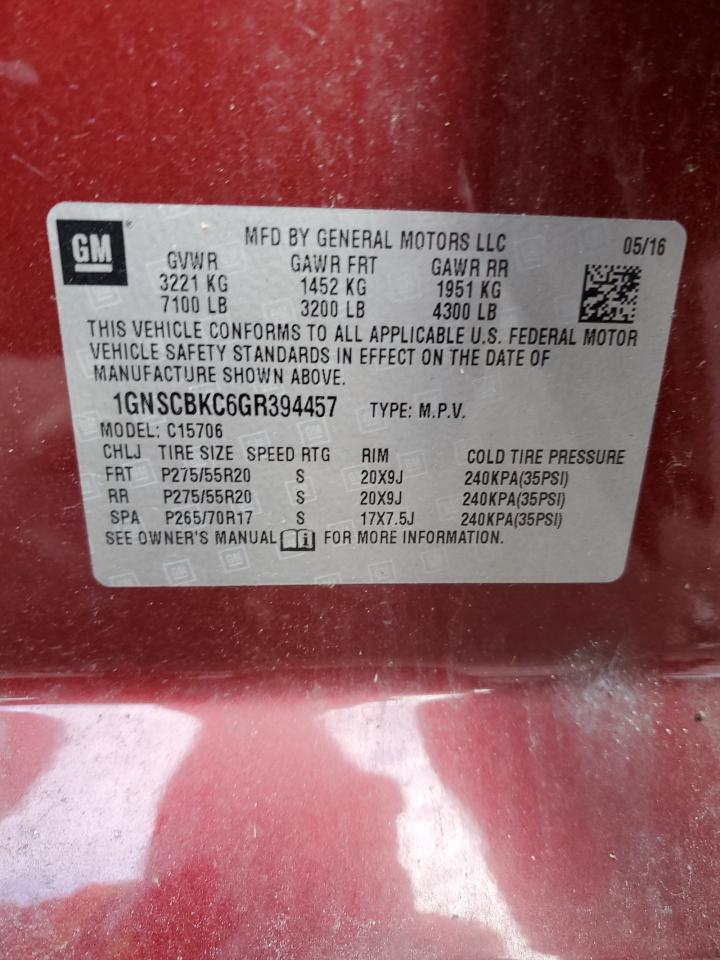 GM
MFD BY GENERAL MOTORS LLC 05/16
GVWR GAWR FRT GAWR RR
3221 KG 1452 KG 1951 KG
7100 LB 3200 LB 4300 LB
THIS VEHICLE CONFORMS TO ALL APPLICABLE U.S. FEDERAL MOTOR
VEHICLE SAFETY STANDARDS IN EFFECT ON THE DATE OF
MANUFACTURE SHOWN ABOVE.
1GNSCBKC6GR394457 TYPE: M.P.V.
MODEL: C15706
CHLJ TIRE SIZE SPEED RTG RIM COLD TIRE PRESSURE
FRT P275/55R20 S 20X9J 240KPA(35PSI)
RR P275/55R20 S 20X9J 240KPA(35PSI)
SPA P265/70R17 S 17X7.5J 240KPA(35PSI)
SEE OWNER'S MANUAL FOR MORE INFORMATION.